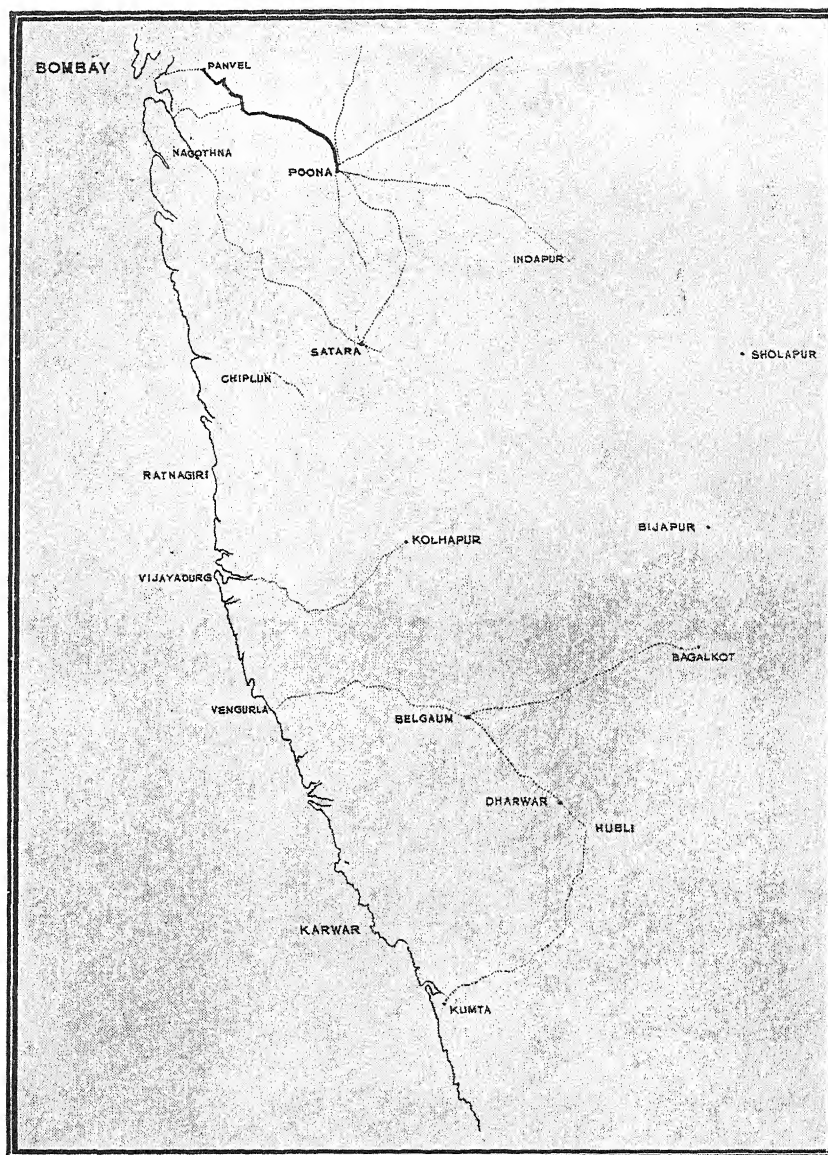 BOMBAY
PANVEL
NAGOTHNA
POONA
INDAPUR
SATARA
SHOLAPUR
CHIPLUN
RATNAGIRI
BIJAPUR
KOLHAPUR
VIJAYADURG
BAGALKOT
VENGURLA
BELGAUM
DHARWAR
HUBLI
KARWAR
KUMTA